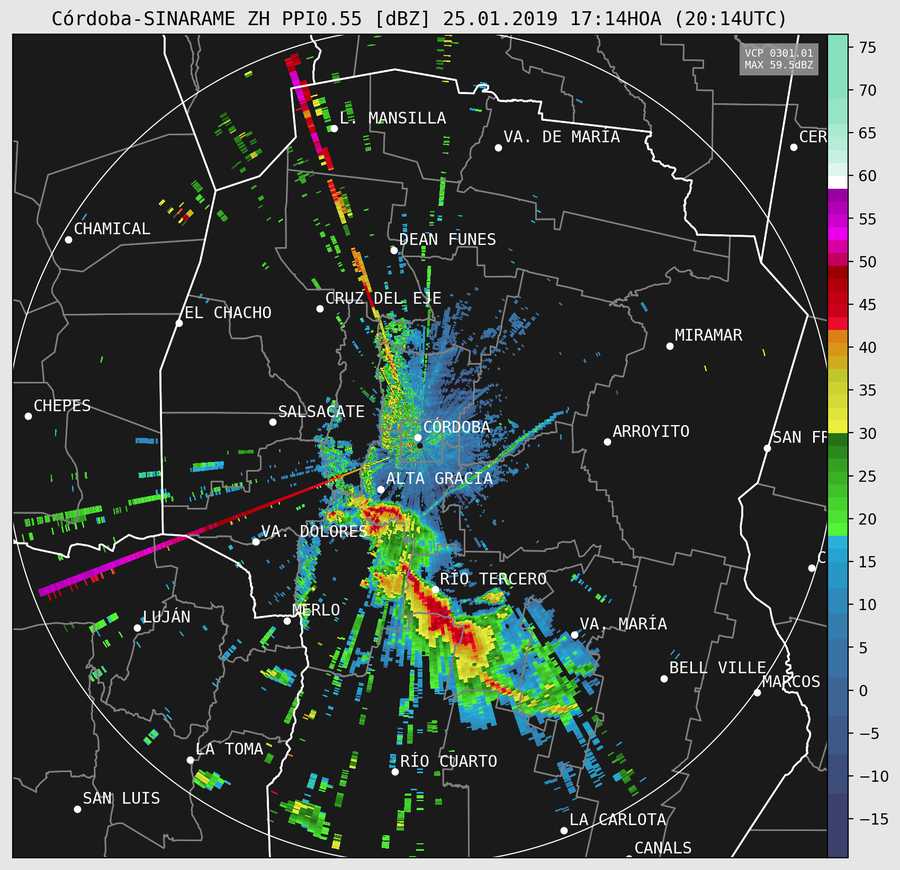 Córdoba-SINARAME ZH PPI0.55 [dBZ] 25.01.2019 17:14HOA (20:14UTC)
VCP 0301.01
MAX 59.5dBZ
L. MANSILLA
VA. DE MARÍA
CER
CHAMICAL
DEAN FUNES
CRUZ DEL EJE
EL CHACHO
MIRAMAR
CHEPES
SALSACATE
CÓRDOBA
ARROYITO
SAN FR
ALTA GRACIA
VA. DOLORES
C
RÍO TERCERO
MERLO
LUJÁN
VA. MARÍA
BELL VILLE
MARCOS
LA TOMA
RÍO CUARTO
SAN LUIS
LA CARLOTA
CANALS
75
70
65
60
55
50
45
40
35
30
25
20
15
10
5
0
−5
−10
−15